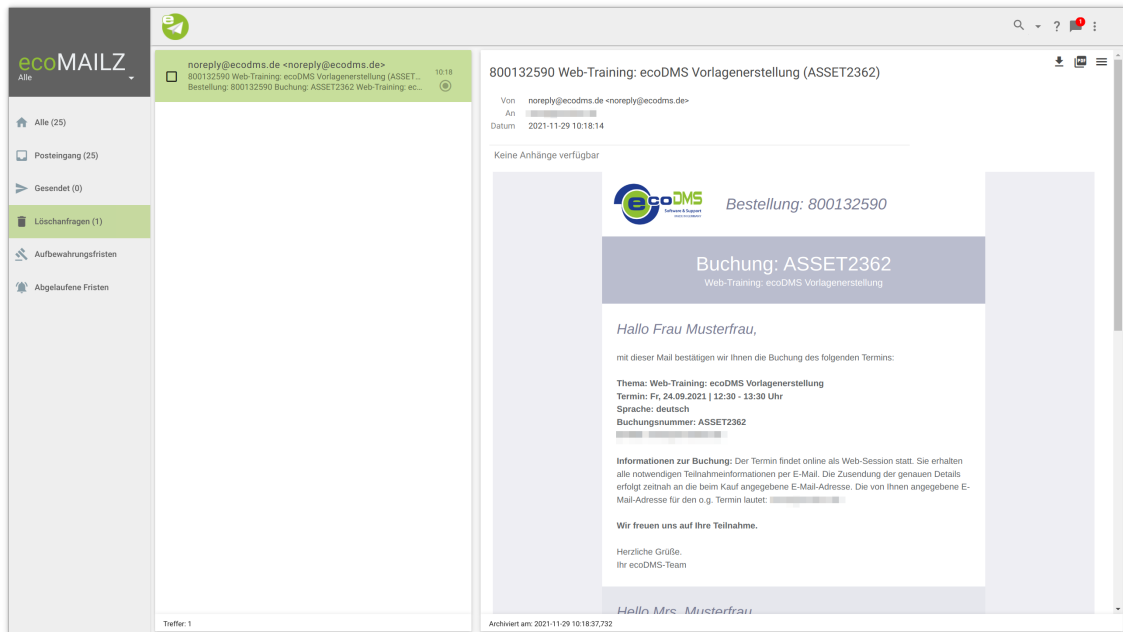 ecoMAILZ
Alle
Alle (25)
Posteingang (25)
Gesendet (0)
Löschanfragen (1)
Aufbewahrungsfristen
Abgelaufene Fristen
e
? 1
noreply@ecodms.de <noreply@ecodms.de>
10:18
800132590 Web-Training: ecoDMS Vorlagenerstellung (ASSET...
Bestellung: 800132590 Buchung: ASSET2362 Web-Training: ec...
Treffer: 1
800132590 Web-Training: ecoDMS Vorlagenerstellung (ASSET2362)
PDF
Von noreply@ecodms.de <noreply@ecodms.de>
An
Datum 2021-11-29 10:18:14
Keine Anhänge verfügbar
ecoDMS
Software & Support
Bestellung: 800132590
Buchung: ASSET2362
Web-Training: ecoDMS Vorlagenerstellung
Hallo Frau Musterfrau,
mit dieser Mail bestätigen wir Ihnen die Buchung des folgenden Termins:
Thema: Web-Training: ecoDMS Vorlagenerstellung
Termin: Fr, 24.09.2021 | 12:30 - 13:30 Uhr
Sprache: deutsch
Buchungsnummer: ASSET2362
Informationen zur Buchung: Der Termin findet online als Web-Session statt. Sie erhalten
alle notwendigen Teilnahmeinformationen per E-Mail. Die Zusendung der genauen Details
erfolgt zeitnah an die beim Kauf angegebene E-Mail-Adresse. Die von Ihnen angegebene E-
Mail-Adresse für den o.g. Termin lautet:
Wir freuen uns auf Ihre Teilnahme.
Herzliche Grüße.
Ihr ecoDMS-Team
Hello Mrs. Musterfrau
Archiviert am: 2021-11-29 10:18:37,732